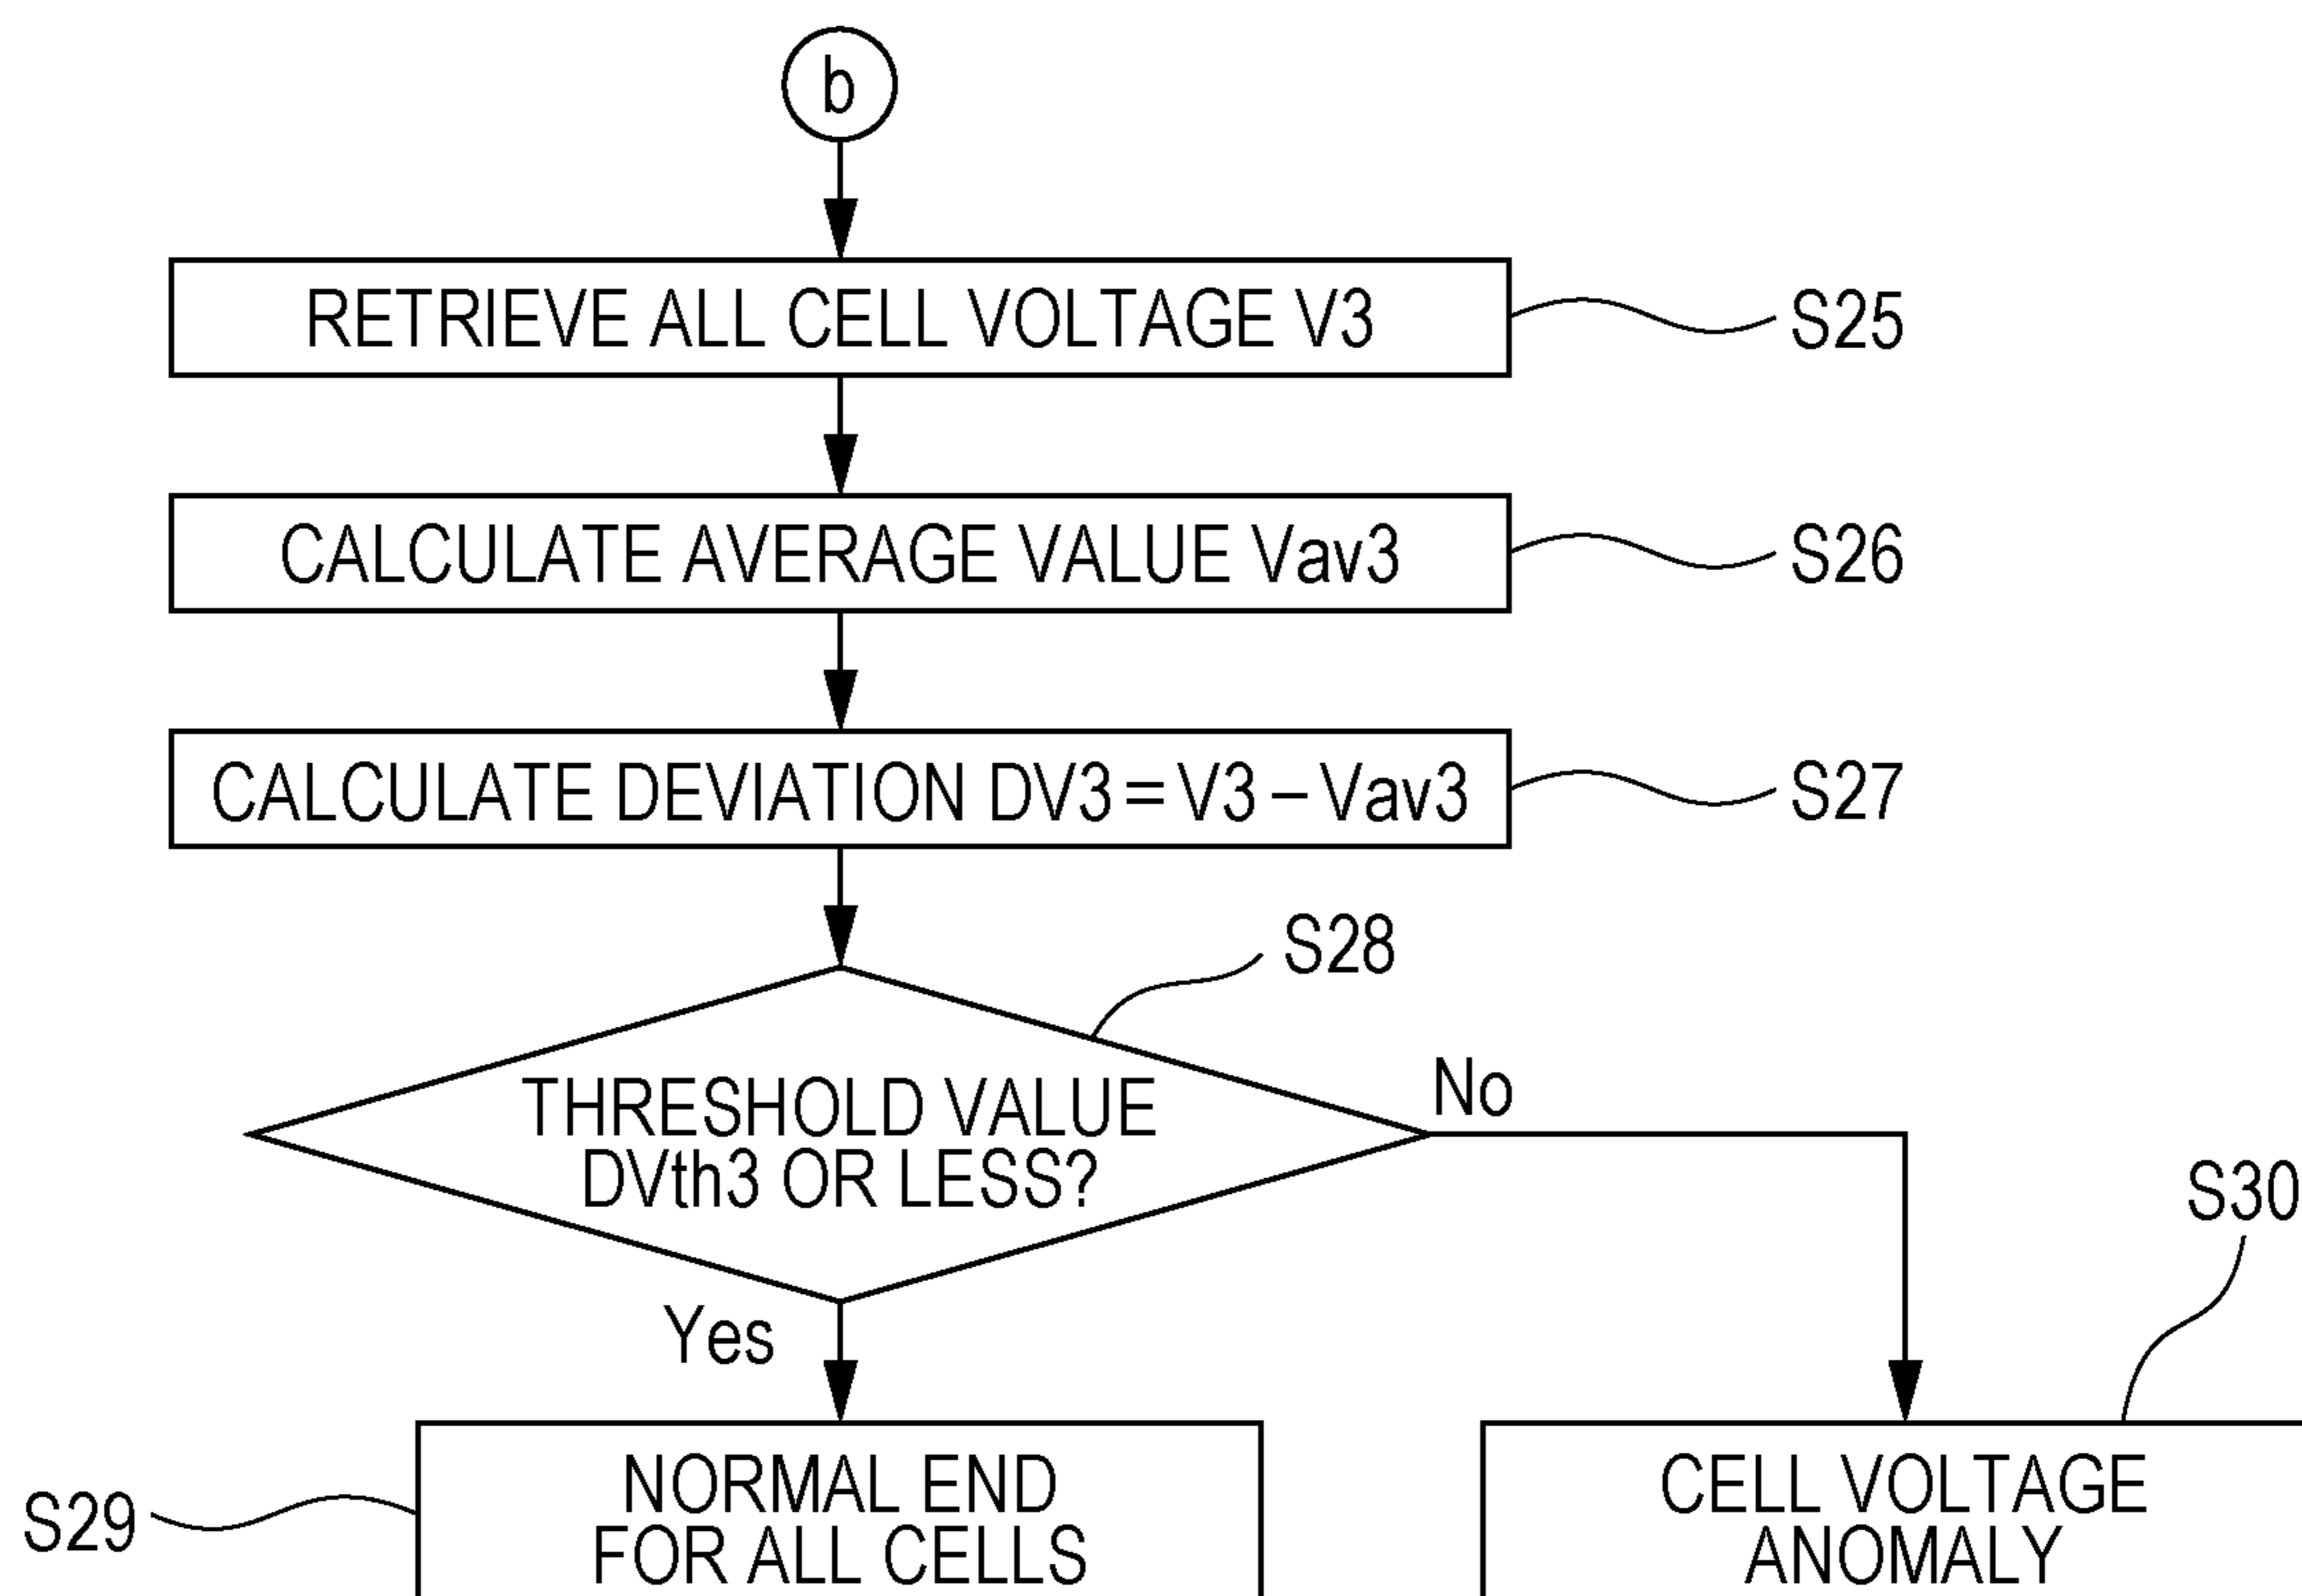 b
RETRIEVE ALL CELL VOLTAGE V3
S25
CALCULATE AVERAGE VALUE Vav3
S26
CALCULATE DEVIATION DV3=V3–Vav3
S27
S28
THRESHOLD VALUE
DVth3 OR LESS?
No
Yes
S30
S29
NORMAL END
FOR ALL CELLS
CELL VOLTAGE
ANOMALY